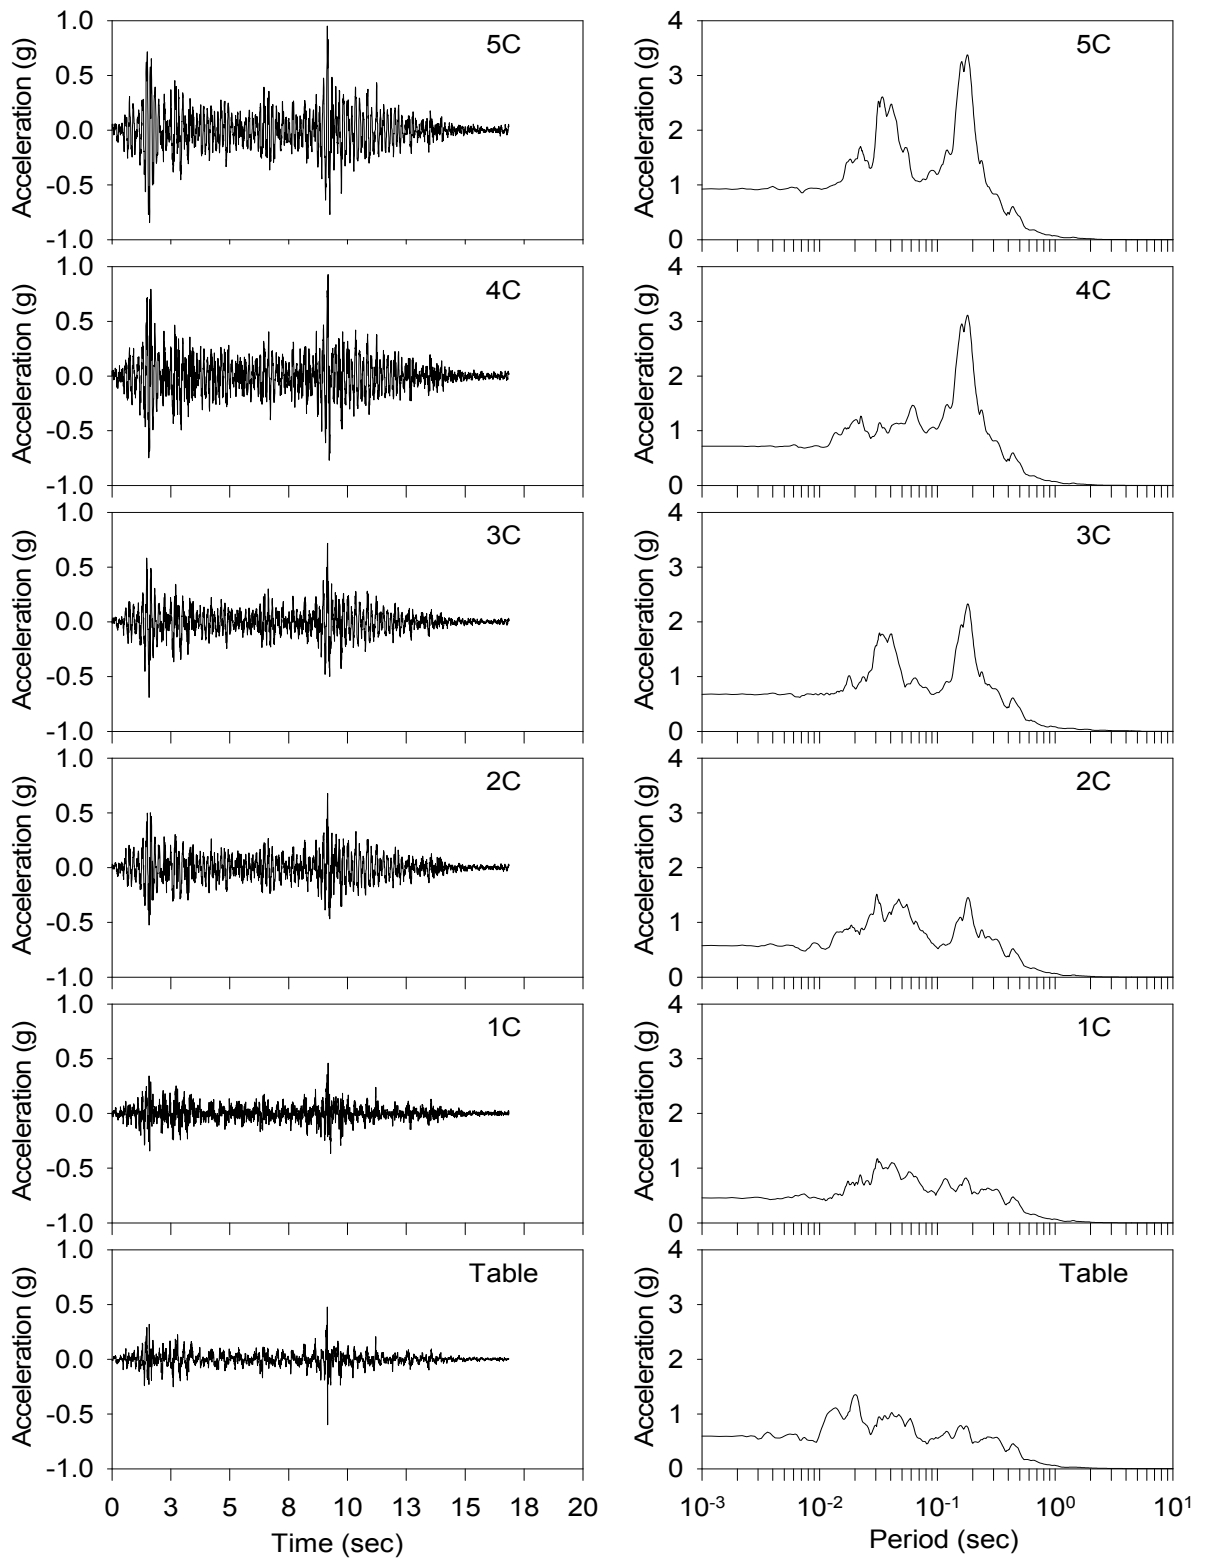 Acceleration (g)
1.0
0.5
0.0
-0.5
-1.0
5C
Acceleration (g)
4
3
2
1
0
5C
Acceleration (g)
1.0
0.5
0.0
-0.5
-1.0
4C
Acceleration (g)
4
3
2
1
0
4C
Acceleration (g)
1.0
0.5
0.0
-0.5
-1.0
3C
Acceleration (g)
4
3
2
1
0
3C
Acceleration (g)
1.0
0.5
0.0
-0.5
-1.0
2C
Acceleration (g)
4
3
2
1
0
2C
Acceleration (g)
1.0
0.5
0.0
-0.5
-1.0
1C
Acceleration (g)
4
3
2
1
0
1C
Acceleration (g)
1.0
0.5
0.0
-0.5
-1.0
Table
0 3 5 8 10 13 15 18 20
Time (sec)
Acceleration (g)
4
3
2
1
0
Table
10⁻³ 10⁻² 10⁻¹ 10⁰ 10¹
Period (sec)